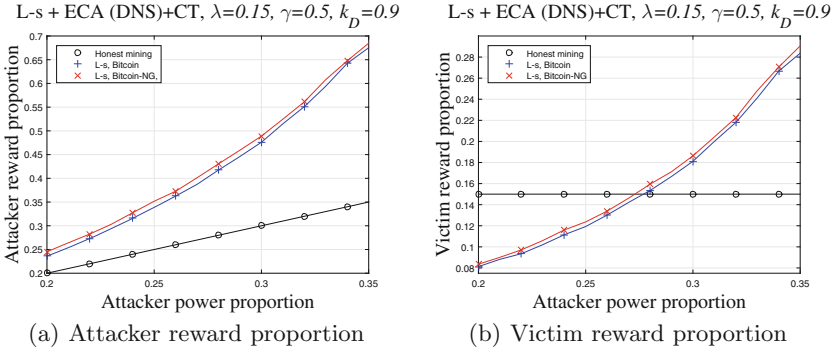 L-s + ECA (DNS)+CT, λ=0.15, γ=0.5, k_D=0.9
Attacker reward proportion
0.7
0.65
0.6
0.55
0.5
0.45
0.4
0.35
0.3
0.25
0.2
Honest mining
L-s, Bitcoin
L-s, Bitcoin-NG,
0.2 0.25 0.3 0.35
Attacker power proportion
(a) Attacker reward proportion
L-s + ECA (DNS)+CT, λ=0.15, γ=0.5, k_D=0.9
Victim reward proportion
0.28
0.26
0.24
0.22
0.20
0.18
0.16
0.14
0.12
0.10
0.08
Honest mining
L-s, Bitcoin
L-s, Bitcoin-NG
0.2 0.25 0.3 0.35
Attacker power proportion
(b) Victim reward proportion